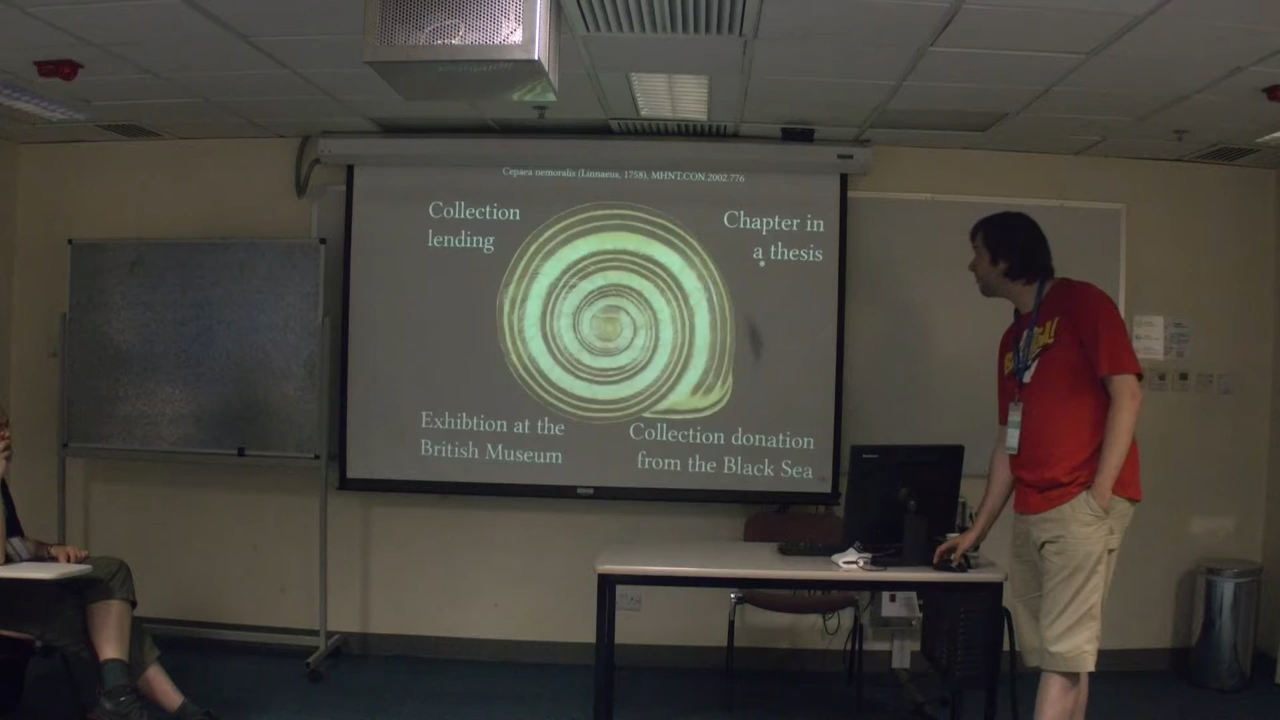 Cepaea nemoralis (Linnaeus, 1758), MHNT.CON.2002.776
Collection
lending
Chapter in
a thesis
Exhibtion at the
British Museum
Collection donation
from the Black Sea